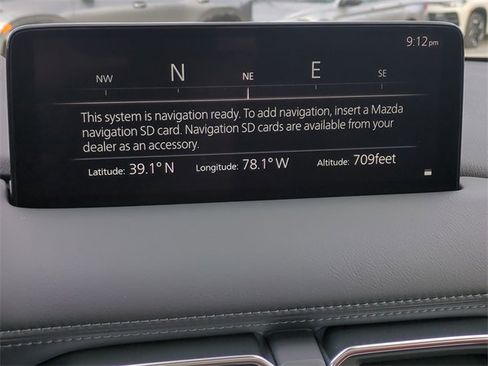 9:12pm
NW N NE E SE
This system is navigation ready. To add navigation, insert a Mazda
navigation SD card. Navigation SD cards are available from your
dealer as an accessory.
Latitude: 39.1° N Longitude: 78.1° W Altitude: 709feet